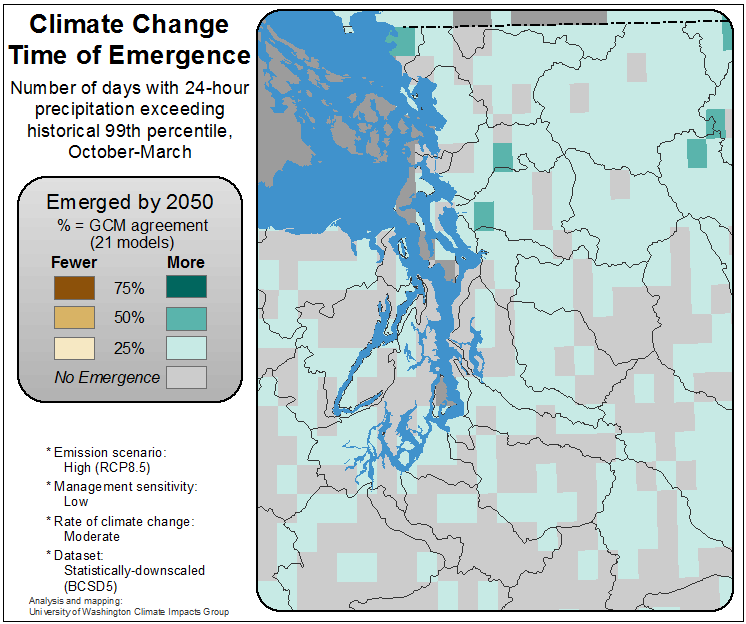 Climate Change
Time of Emergence
Number of days with 24-hour
precipitation exceeding
historical 99th percentile,
October-March
Emerged by 2050
% = GCM agreement
(21 models)
Fewer More
75%
50%
25%
No Emergence
* Emission scenario:
High (RCP8.5)
* Management sensitivity:
Low
* Rate of climate change:
Moderate
* Dataset:
Statistically-downscaled
(BCSD5)
Analysis and mapping:
University of Washington Climate Impacts Group